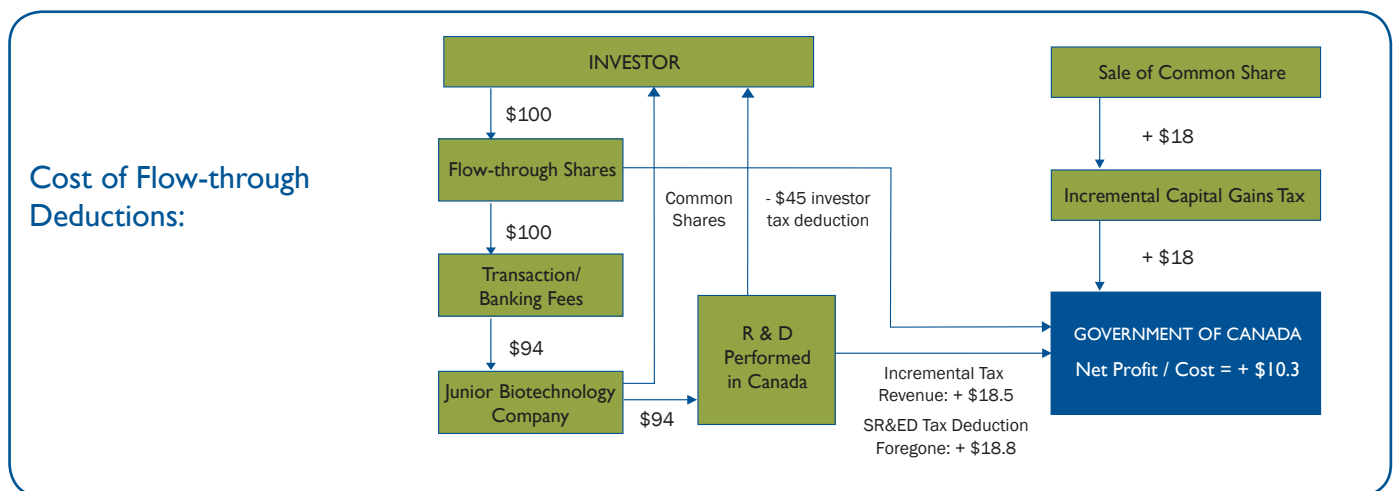 Cost of Flow-through
Deductions:
INVESTOR
$100
Flow-through Shares
$100
Transaction/
Banking Fees
$94
Junior Biotechnology
Company
$94
Common
Shares
- $45 investor
tax deduction
R & D
Performed
in Canada
Incremental Tax
Revenue: + $18.5
SR&ED Tax Deduction
Foregone: + $18.8
Sale of Common Share
+ $18
Incremental Capital Gains Tax
+ $18
GOVERNMENT OF CANADA
Net Profit / Cost = + $10.3